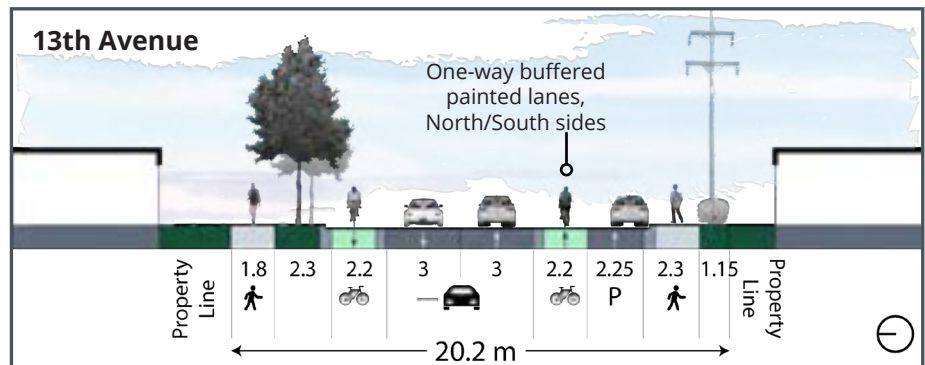 13th Avenue
One-way buffered
painted lanes,
North/South sides
Property
Line
1.8
2.3
2.2
3
3
2.2
2.25
2.3
1.15
Property
Line
P
20.2 m